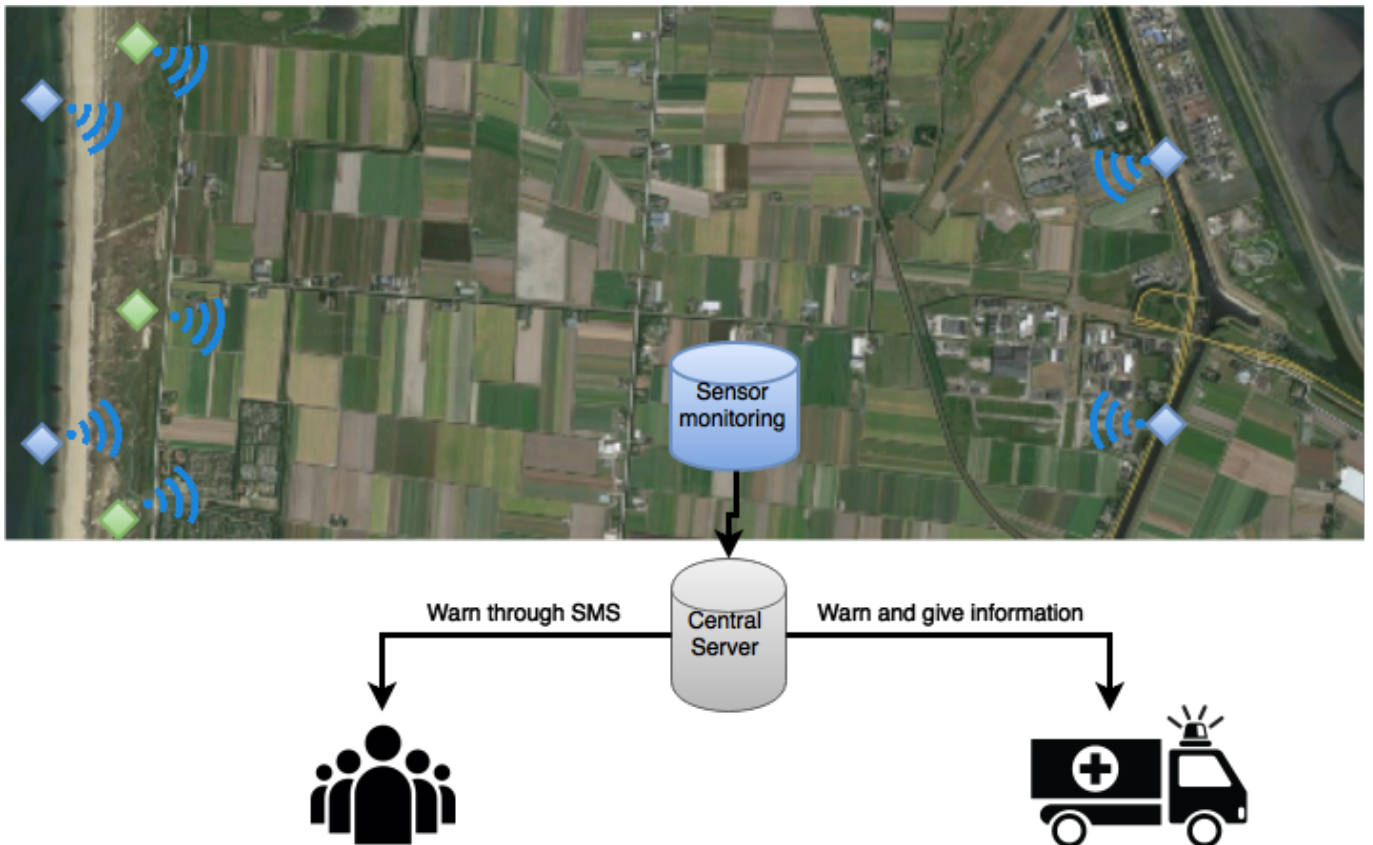 Sensor
monitoring
Warn through SMS
Central
Server
Warn and give information